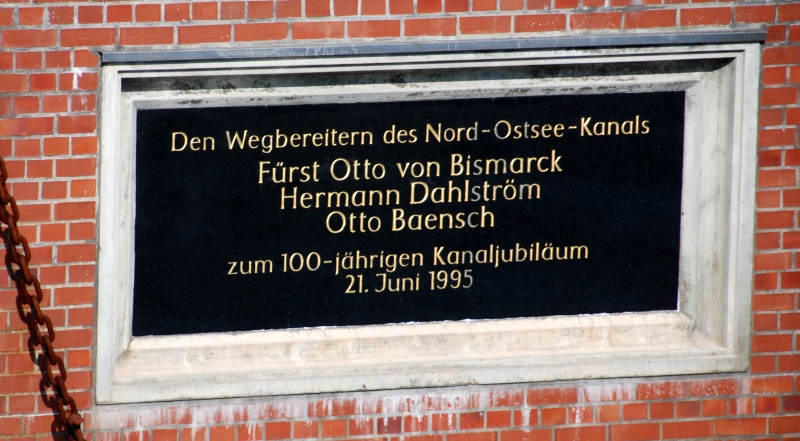 Den Wegbereitern des Nord-Ostsee-Kanals
Fürst Otto von Bismarck
Hermann Dahlström
Otto Baensch
zum 100-jährigen Kanaljubiläum
21. Juni 1995